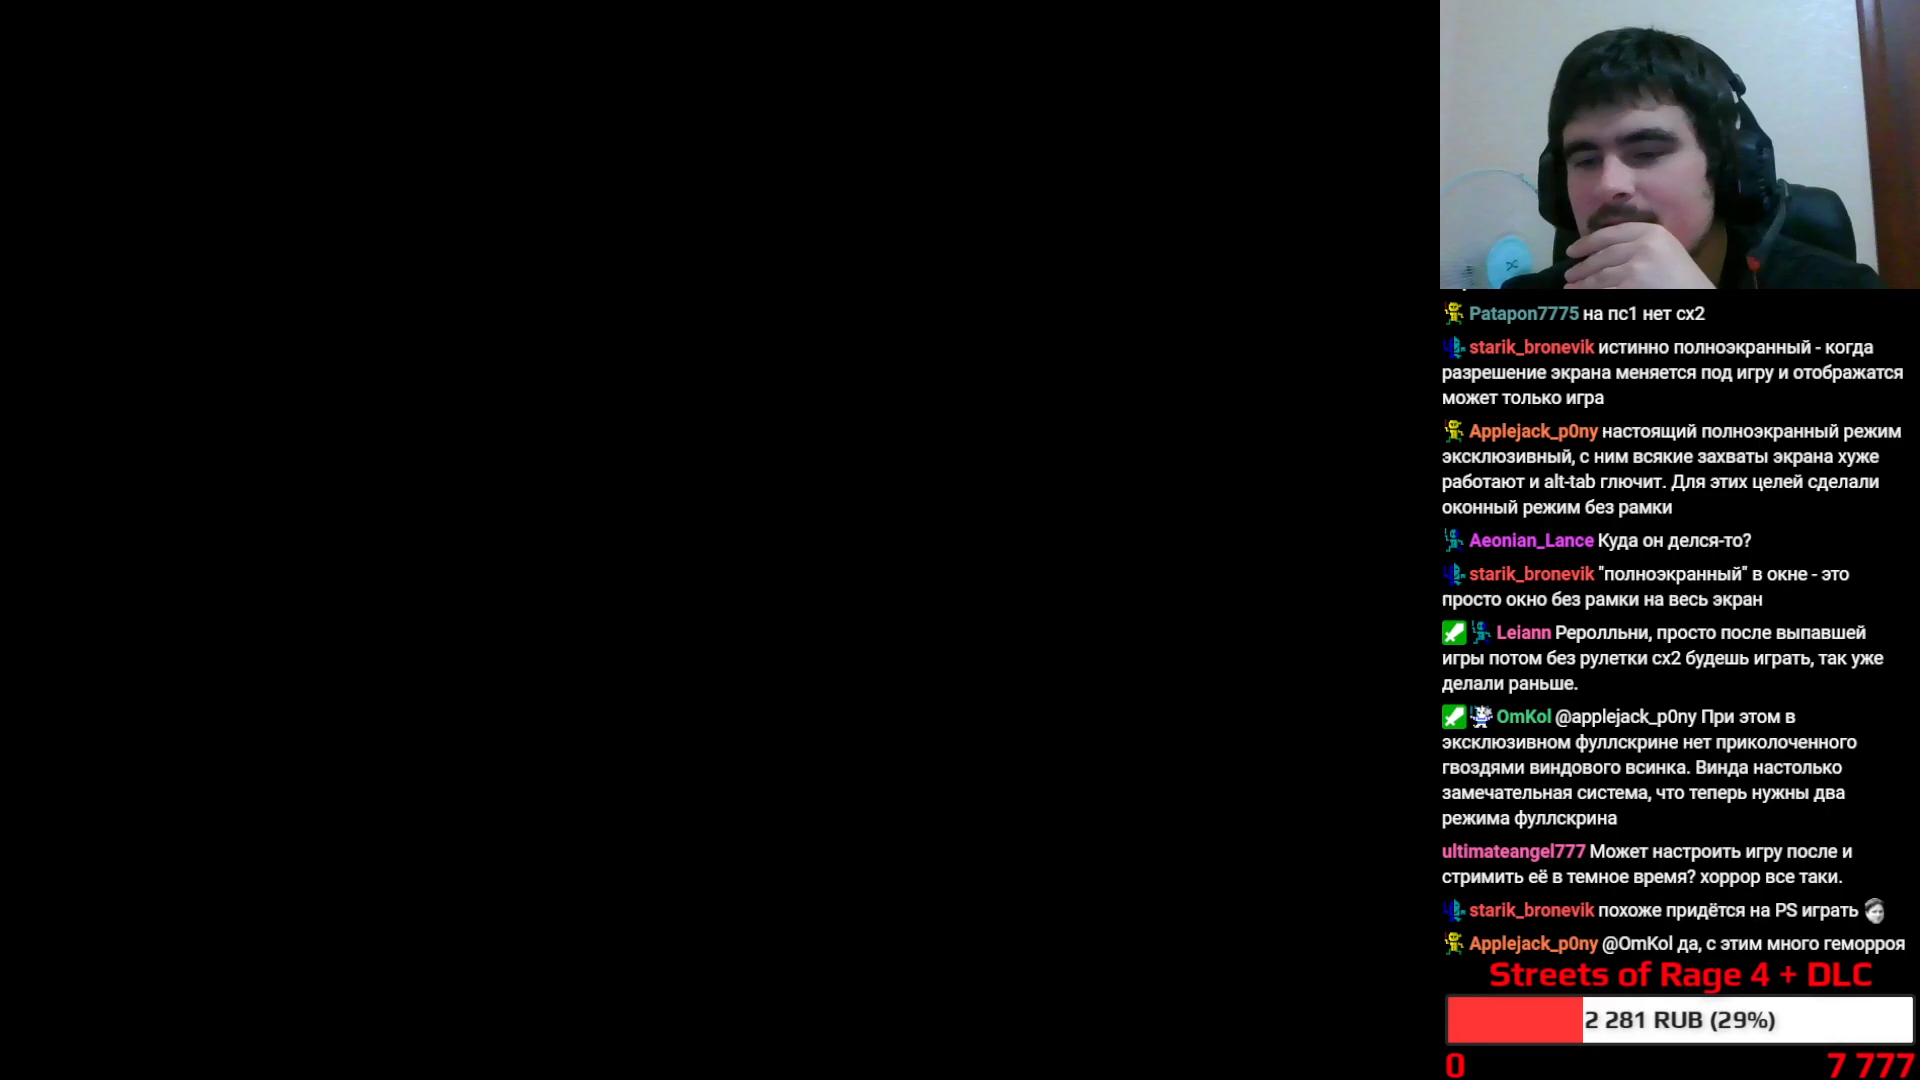 Patapon7775 на пс1 нет сх2
starik_bronevik истинно полноэкранный - когда
разрешение экрана меняется под игру и отображатся
может только игра
Applejack_p0ny настоящий полноэкранный режим
эксклюзивный, с ним всякие захваты экрана хуже
работают и alt-tab глючит. Для этих целей сделали
оконный режим без рамки
Aeonian_Lance Куда он делся-то?
starik_bronevik "полноэкранный" в окне - это
просто окно без рамки на весь экран
Leiann Реролльни, просто после выпавшей
игры потом без рулетки сх2 будешь играть, так уже
делали раньше.
OmKol @applejack_p0ny При этом в
эксклюзивном фуллскрине нет приколоченного
гвоздями виндового всинка. Винда настолько
замечательная система, что теперь нужны два
режима фуллскрина
ultimateangel777 Может настроить игру после и
стримить её в темное время? хоррор все таки.
starik_bronevik похоже придётся на PS играть
Applejack_p0ny @OmKol да, с этим много геморроя
Streets of Rage 4 + DLC
2 281 RUB (29%)
0 7 777